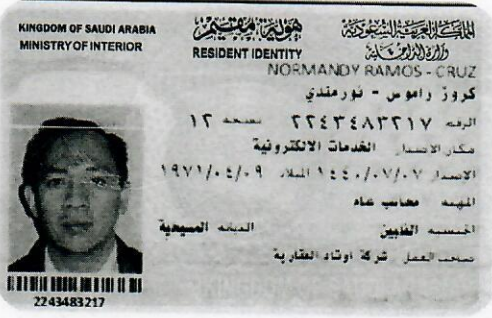 KINGDOM OF SAUDI ARABIA
MINISTRY OF INTERIOR
هوية مقيم
RESIDENT IDENTITY
المملكة العربية السعودية
وزارة الداخلية
NORMANDY RAMOS - CRUZ
كروز راموس - نورمندي
الرقم ٢٢٤٣٤٨٣٢١٧ نسخة ١٢
مكان الاصدار الخدمات الالكترونية
الاصدار ١٤٤٠/٠٧/٠٧ الميلاد ١٩٧١/٠٤/٠٩
المهنة محاسب عام
الجنسية الفلبين الديانة المسيحية
صاحب العمل شركة اوتاد العقارية
2243483217